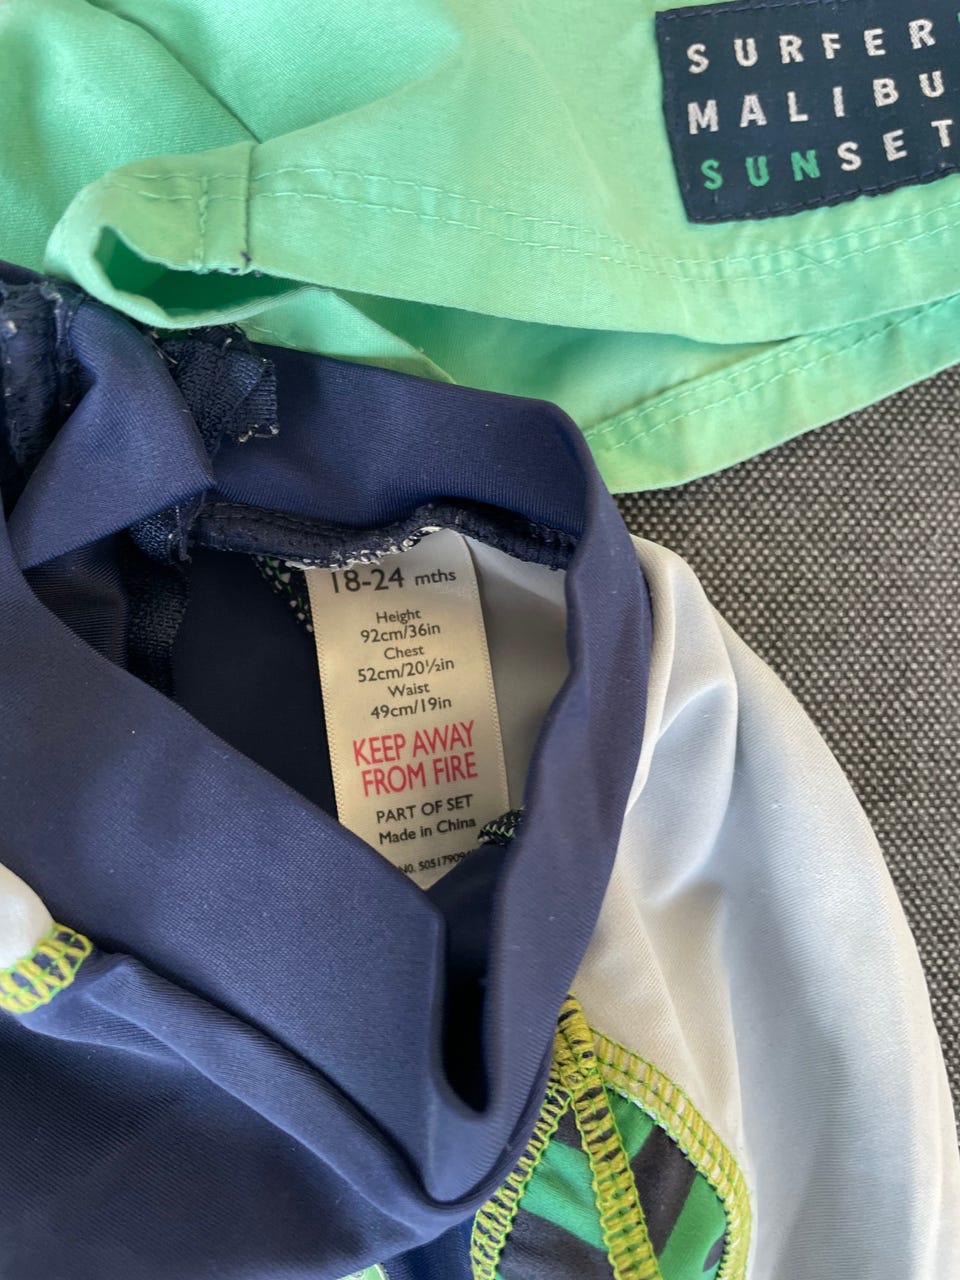 SURFER
MALIBU
SUNSET
18-24 mths
Height
92cm/36in
Chest
52cm/20½in
Waist
49cm/19in
KEEP AWAY
FROM FIRE
PART OF SET
Made in China